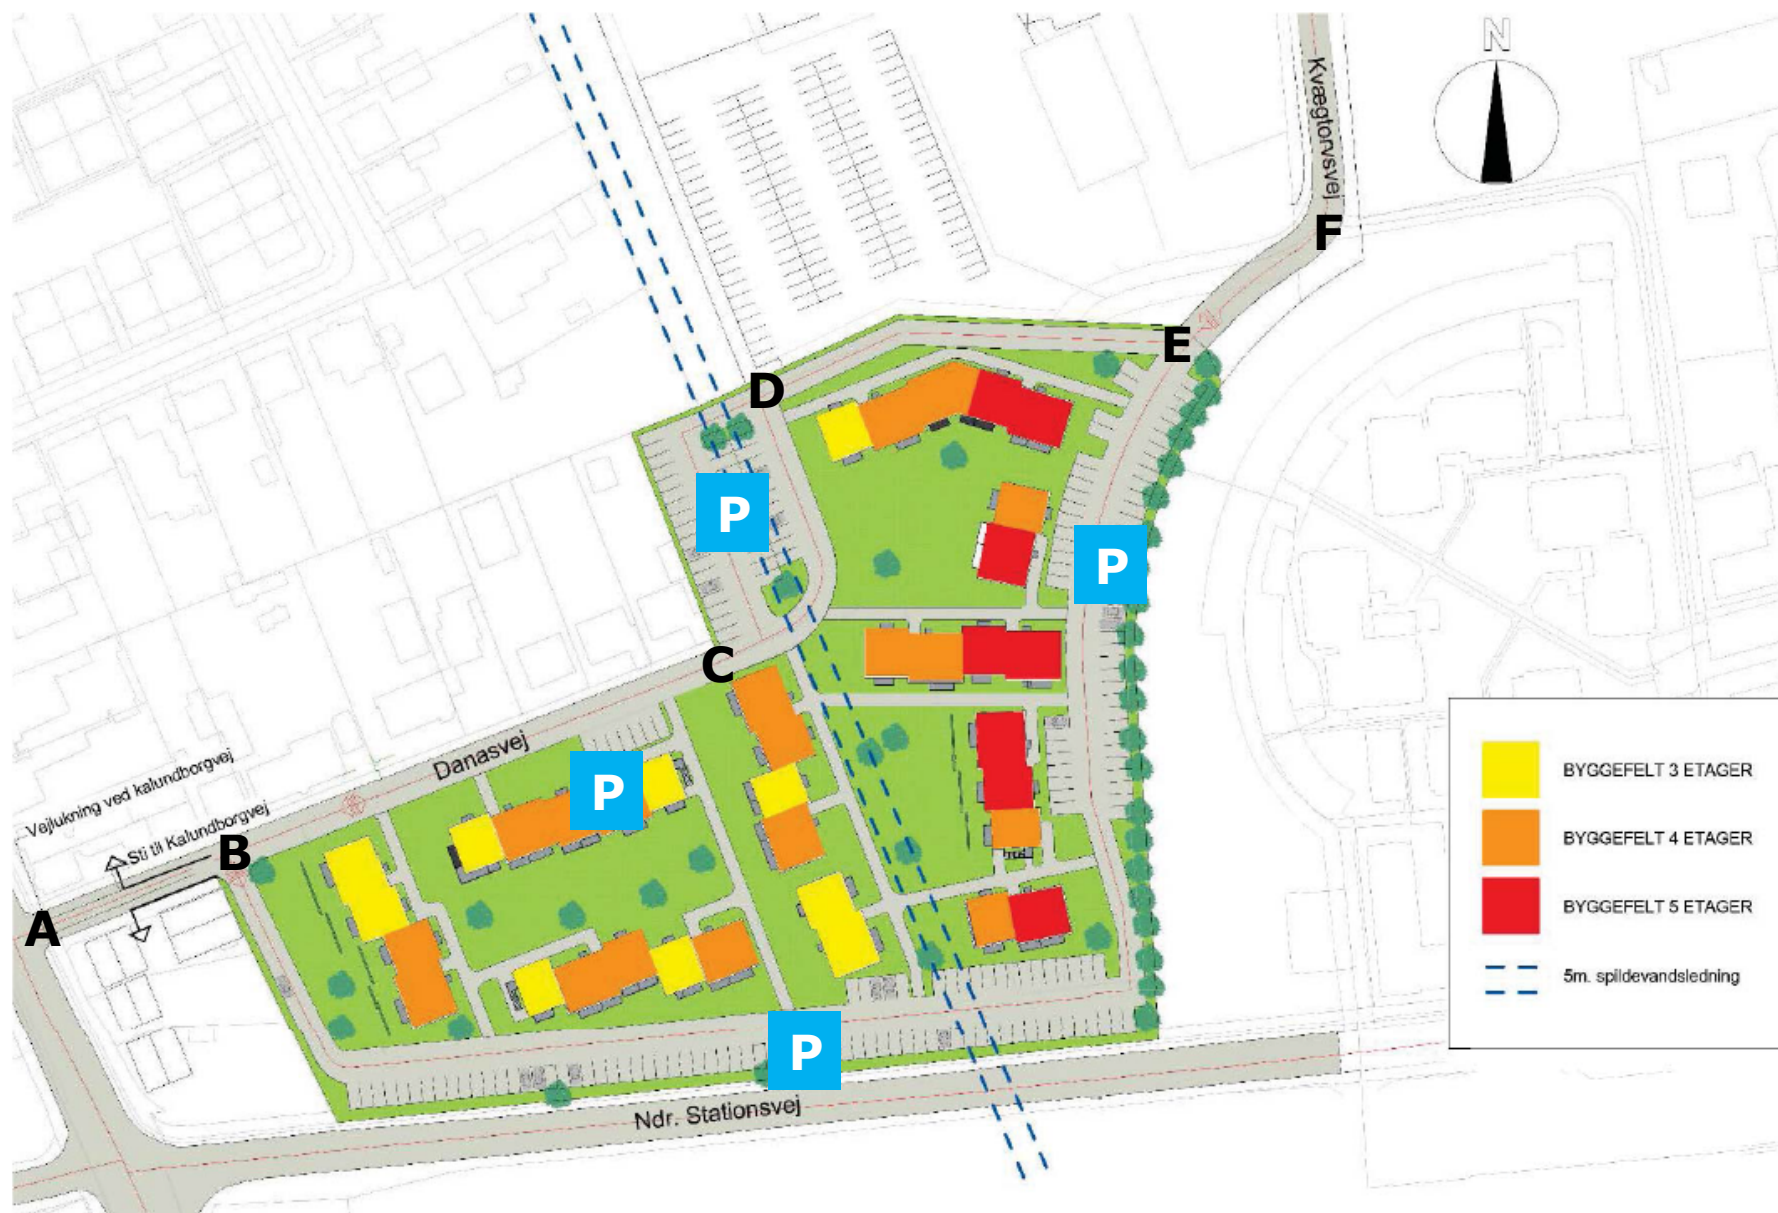 N
Kvægtorvsvej
F
E
D
P
P
C
Danasvej
P
Vejlukning ved kalundborgvej
Sti til Kalundborgvej
B
A
P
Ndr. Stationsvej
BYGGEFELT 3 ETAGER
BYGGEFELT 4 ETAGER
BYGGEFELT 5 ETAGER
5m. spildevandsledning